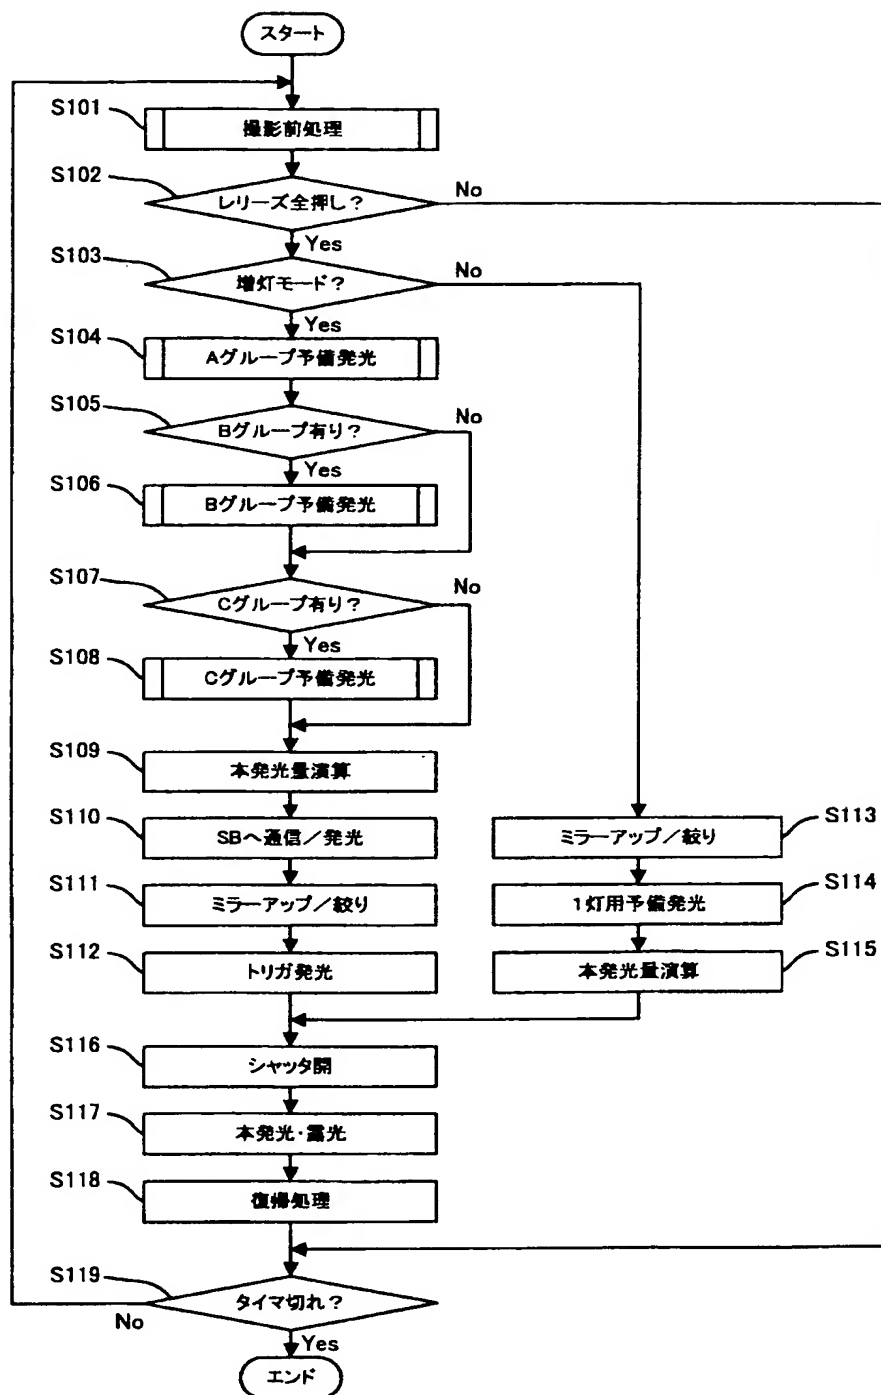 スタート
S101
撮影前処理
S102
レリーズ全押し?
No
Yes
S103
増灯モード?
No
Yes
S104
Aグループ予備発光
S105
Bグループ有り?
No
Yes
S106
Bグループ予備発光
S107
Cグループ有り?
No
Yes
S108
Cグループ予備発光
S109
本発光量演算
S110
SBへ通信/発光
S111
ミラーアップ/絞り
S112
トリガ発光
S113
ミラーアップ/絞り
S114
1灯用予備発光
S115
本発光量演算
S116
シャッタ開
S117
本発光・露光
S118
復帰処理
S119
タイマ切れ?
No
Yes
エンド